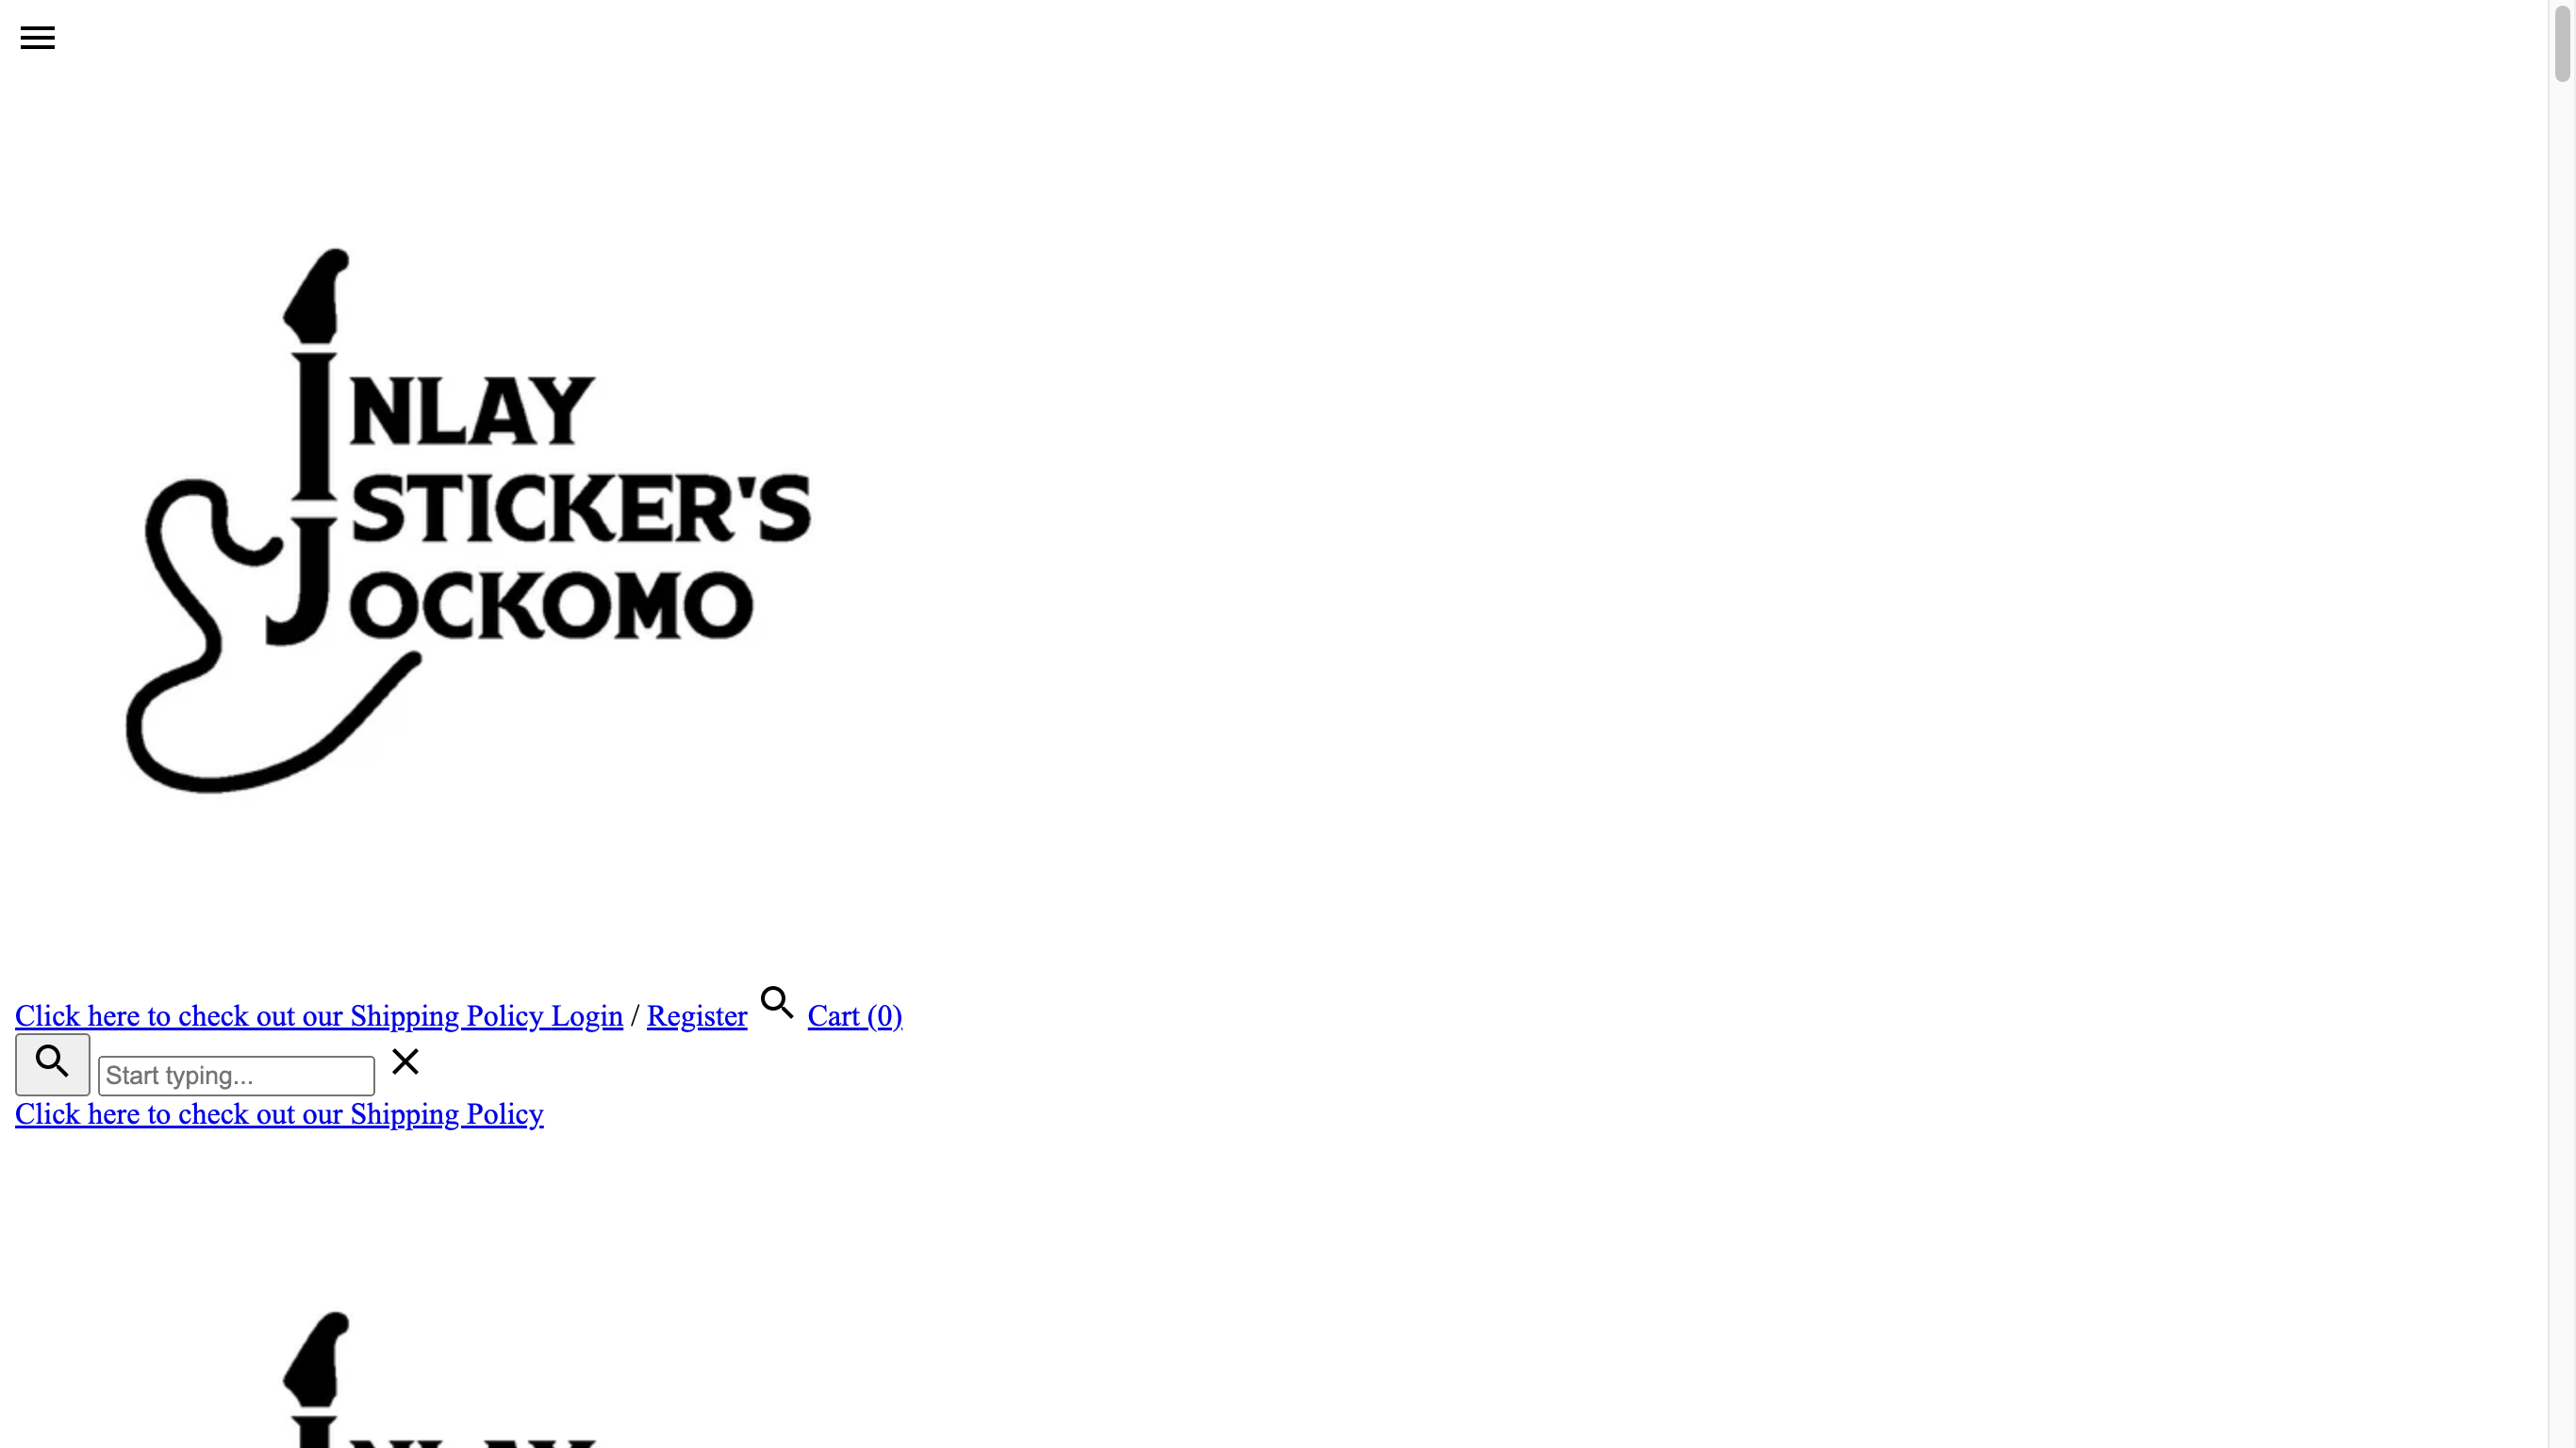 INLAY
STICKER'S
JOCKOMO
Click here to check out our Shipping Policy Login / Register Cart (0)
Start typing...
Click here to check out our Shipping Policy
INLAY